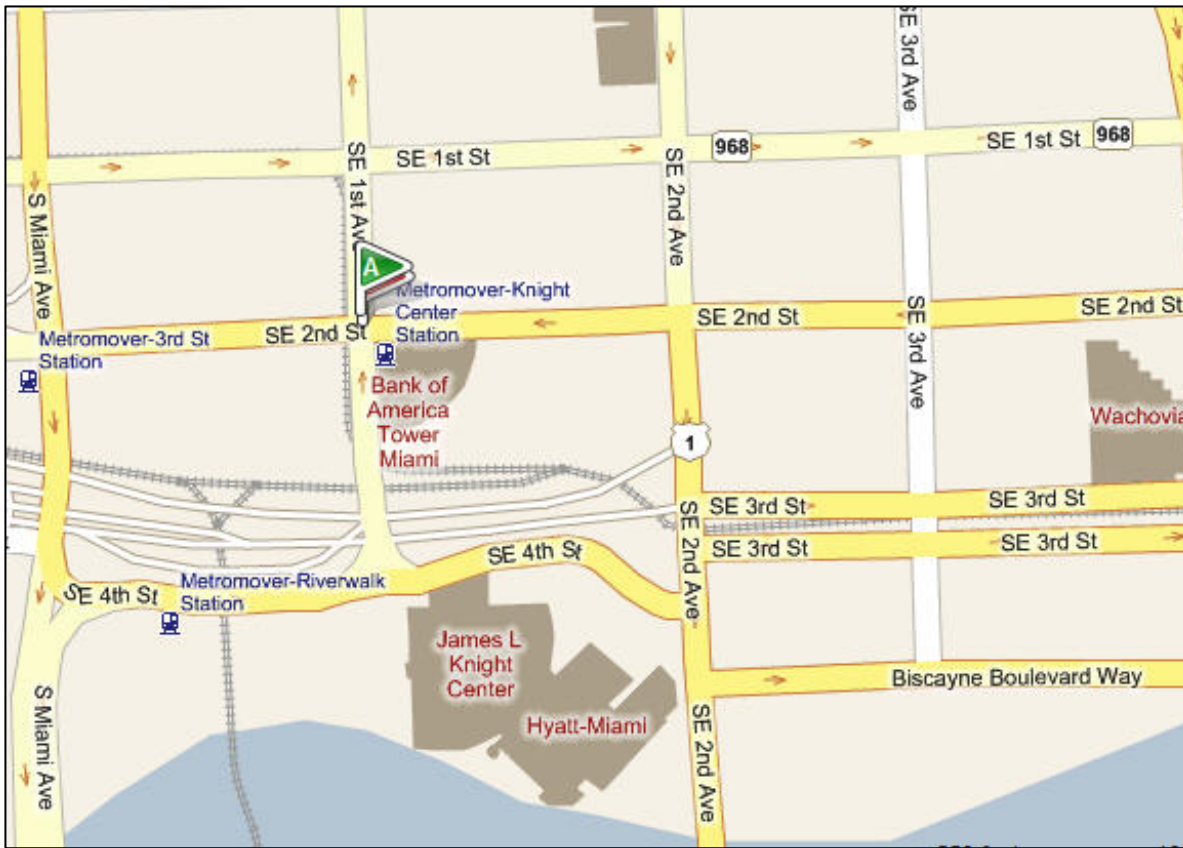 SE 3rd Ave
968
SE 1st St
968
SE 1st St
SE 1st Ave
SE 2nd Ave
S Miami Ave
A
Metromover-Knight
Center
Station
SE 2nd St
SE 2nd St
SE 2nd St
SE 3rd Ave
Metromover-3rd St
Station
Bank of
America
Tower
Miami
Wachovia
1
SE 3rd St
SE 3rd St
SE 2nd Ave
SE 3rd St
SE 3rd St
SE 4th St
SE 4th St
Metromover-Riverwalk
Station
James L
Knight
Center
Hyatt-Miami
Biscayne Boulevard Way
S Miami Ave
SE 2nd Ave